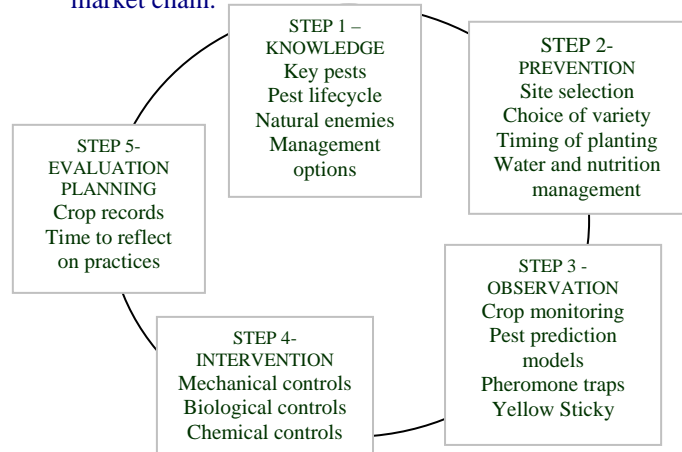 market chain.
STEP 1 –
KNOWLEDGE
Key pests
Pest lifecycle
Natural enemies
Management
options
STEP 2-
PREVENTION
Site selection
Choice of variety
Timing of planting
Water and nutrition
management
STEP 3 -
OBSERVATION
Crop monitoring
Pest prediction
models
Pheromone traps
Yellow Sticky
STEP 4-
INTERVENTION
Mechanical controls
Biological controls
Chemical controls
STEP 5-
EVALUATION
PLANNING
Crop records
Time to reflect
on practices